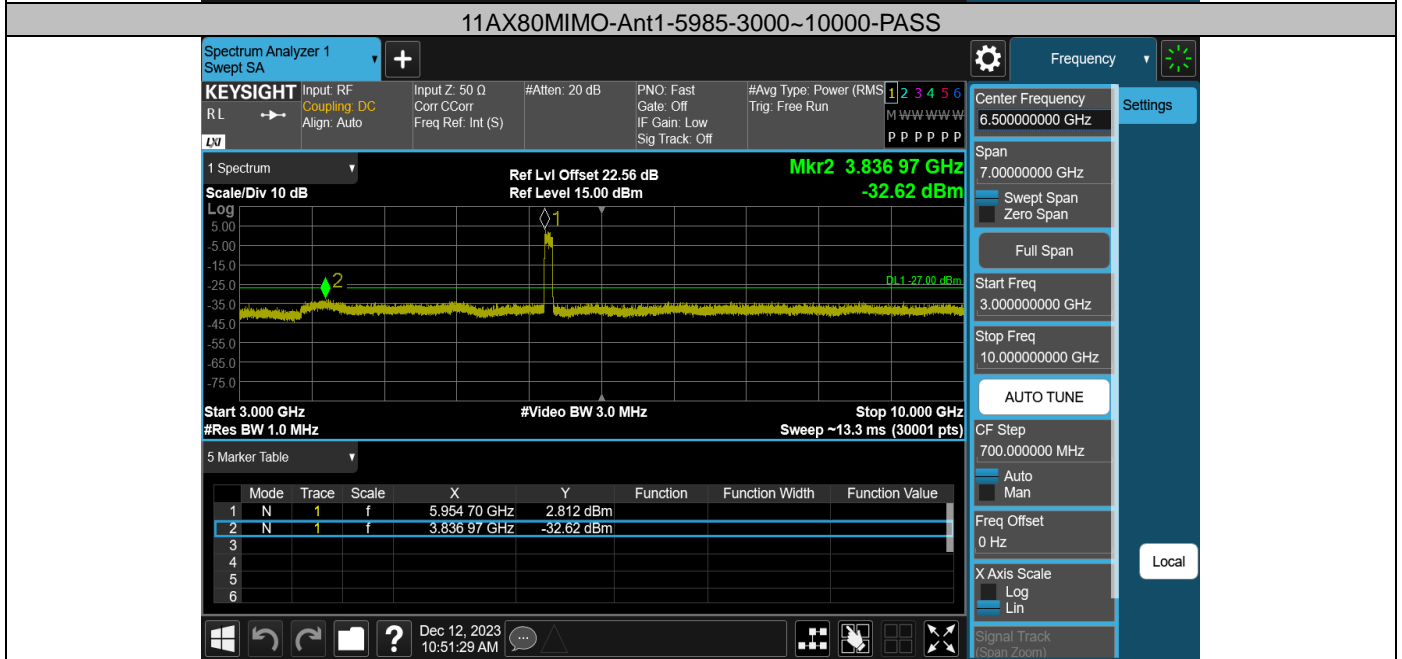 11AX80MIMO-Ant1-5985-3000~10000-PASS
Spectrum Analyzer 1
Swept SA
Frequency
KEYSIGHT
RL
LXI
Input: RF
Coupling: DC
Align: Auto
Input Z: 50 Ω
Corr CCorr
Freq Ref: Int (S)
#Atten: 20 dB
PNO: Fast
Gate: Off
IF Gain: Low
Sig Track: Off
#Avg Type: Power (RMS
Trig: Free Run
1 2 3 4 5 6
M W W W W W
P P P P P P
1 Spectrum
Scale/Div 10 dB
Ref Lvl Offset 22.56 dB
Ref Level 15.00 dBm
Mkr2 3.836 97 GHz
-32.62 dBm
Log
5.00
-5.00
-15.0
-25.0
-35.0
-45.0
-55.0
-65.0
-75.0
1
2
DL1 -27.00 dBm
Start 3.000 GHz
#Res BW 1.0 MHz
#Video BW 3.0 MHz
Stop 10.000 GHz
Sweep ~13.3 ms (30001 pts)
5 Marker Table
Mode Trace Scale X Y Function Function Width Function Value
1 N 1 f 5.954 70 GHz 2.812 dBm
2 N 1 f 3.836 97 GHz -32.62 dBm
3
4
5
6
Dec 12, 2023
10:51:29 AM
Center Frequency
6.500000000 GHz
Settings
Span
7.00000000 GHz
Swept Span
Zero Span
Full Span
Start Freq
3.000000000 GHz
Stop Freq
10.000000000 GHz
AUTO TUNE
CF Step
700.000000 MHz
Auto
Man
Freq Offset
0 Hz
Local
X Axis Scale
Log
Lin
Signal Track
(Span Zoom)